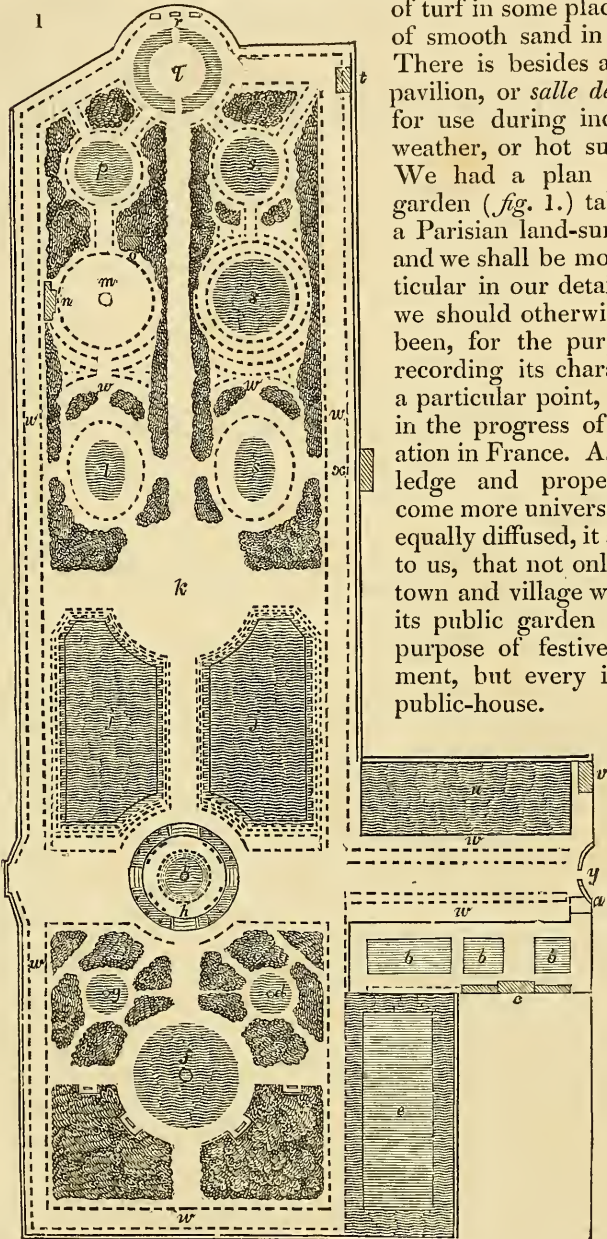 1
of turf in some plac
of smooth sand in
There is besides a
pavilion, or salle de
for use during inc
weather, or hot su
We had a plan
garden (fig. 1.) ta
a Parisian land-sur
and we shall be mo
ticular in our deta
we should otherwi
been, for the pur
recording its chara
a particular point,
in the progress of
ation in France. A
ledge and prope
come more univers
equally diffused, it
to us, that not onl
town and village w
its public garden
purpose of festive
ment, but every i
public-house.
r
q
t
p
o
m
n
s
w
w
w
w
l
x
k
i
u
v
w
h
y
a
w
w
b
b
b
g
d
c
f
e
w